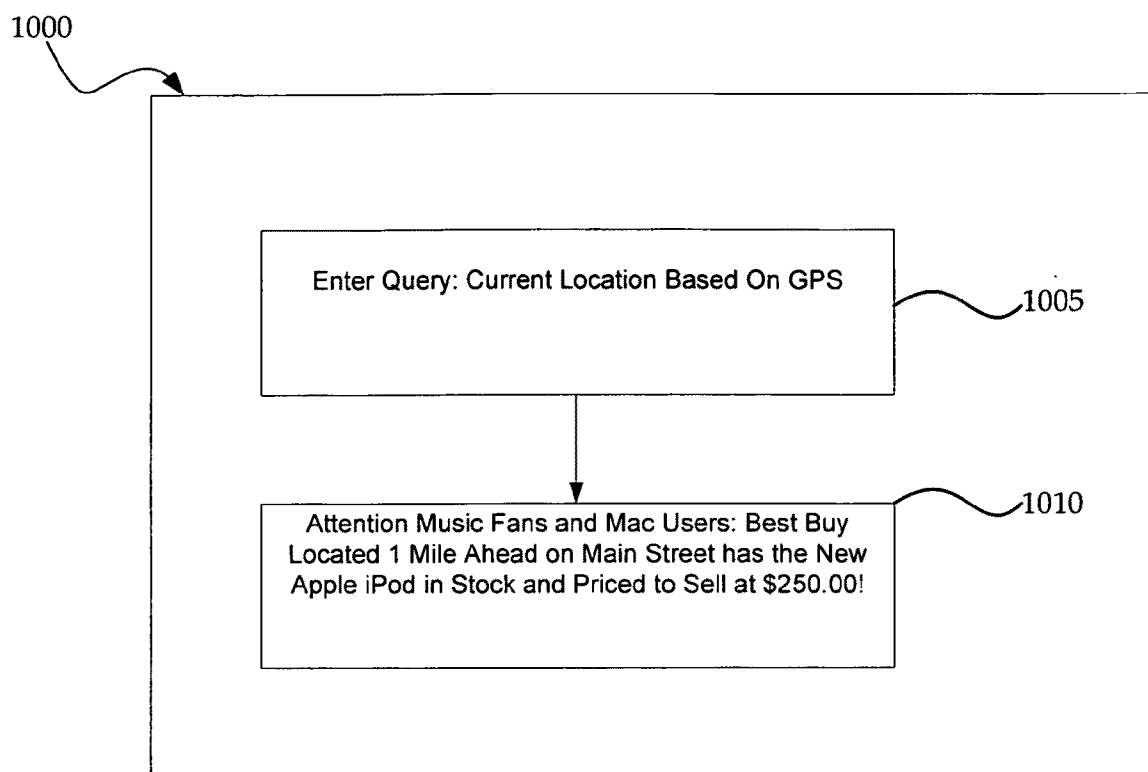 1000
Enter Query: Current Location Based On GPS
1005
1010
Attention Music Fans and Mac Users: Best Buy
Located 1 Mile Ahead on Main Street has the New
Apple iPod in Stock and Priced to Sell at $250.00!